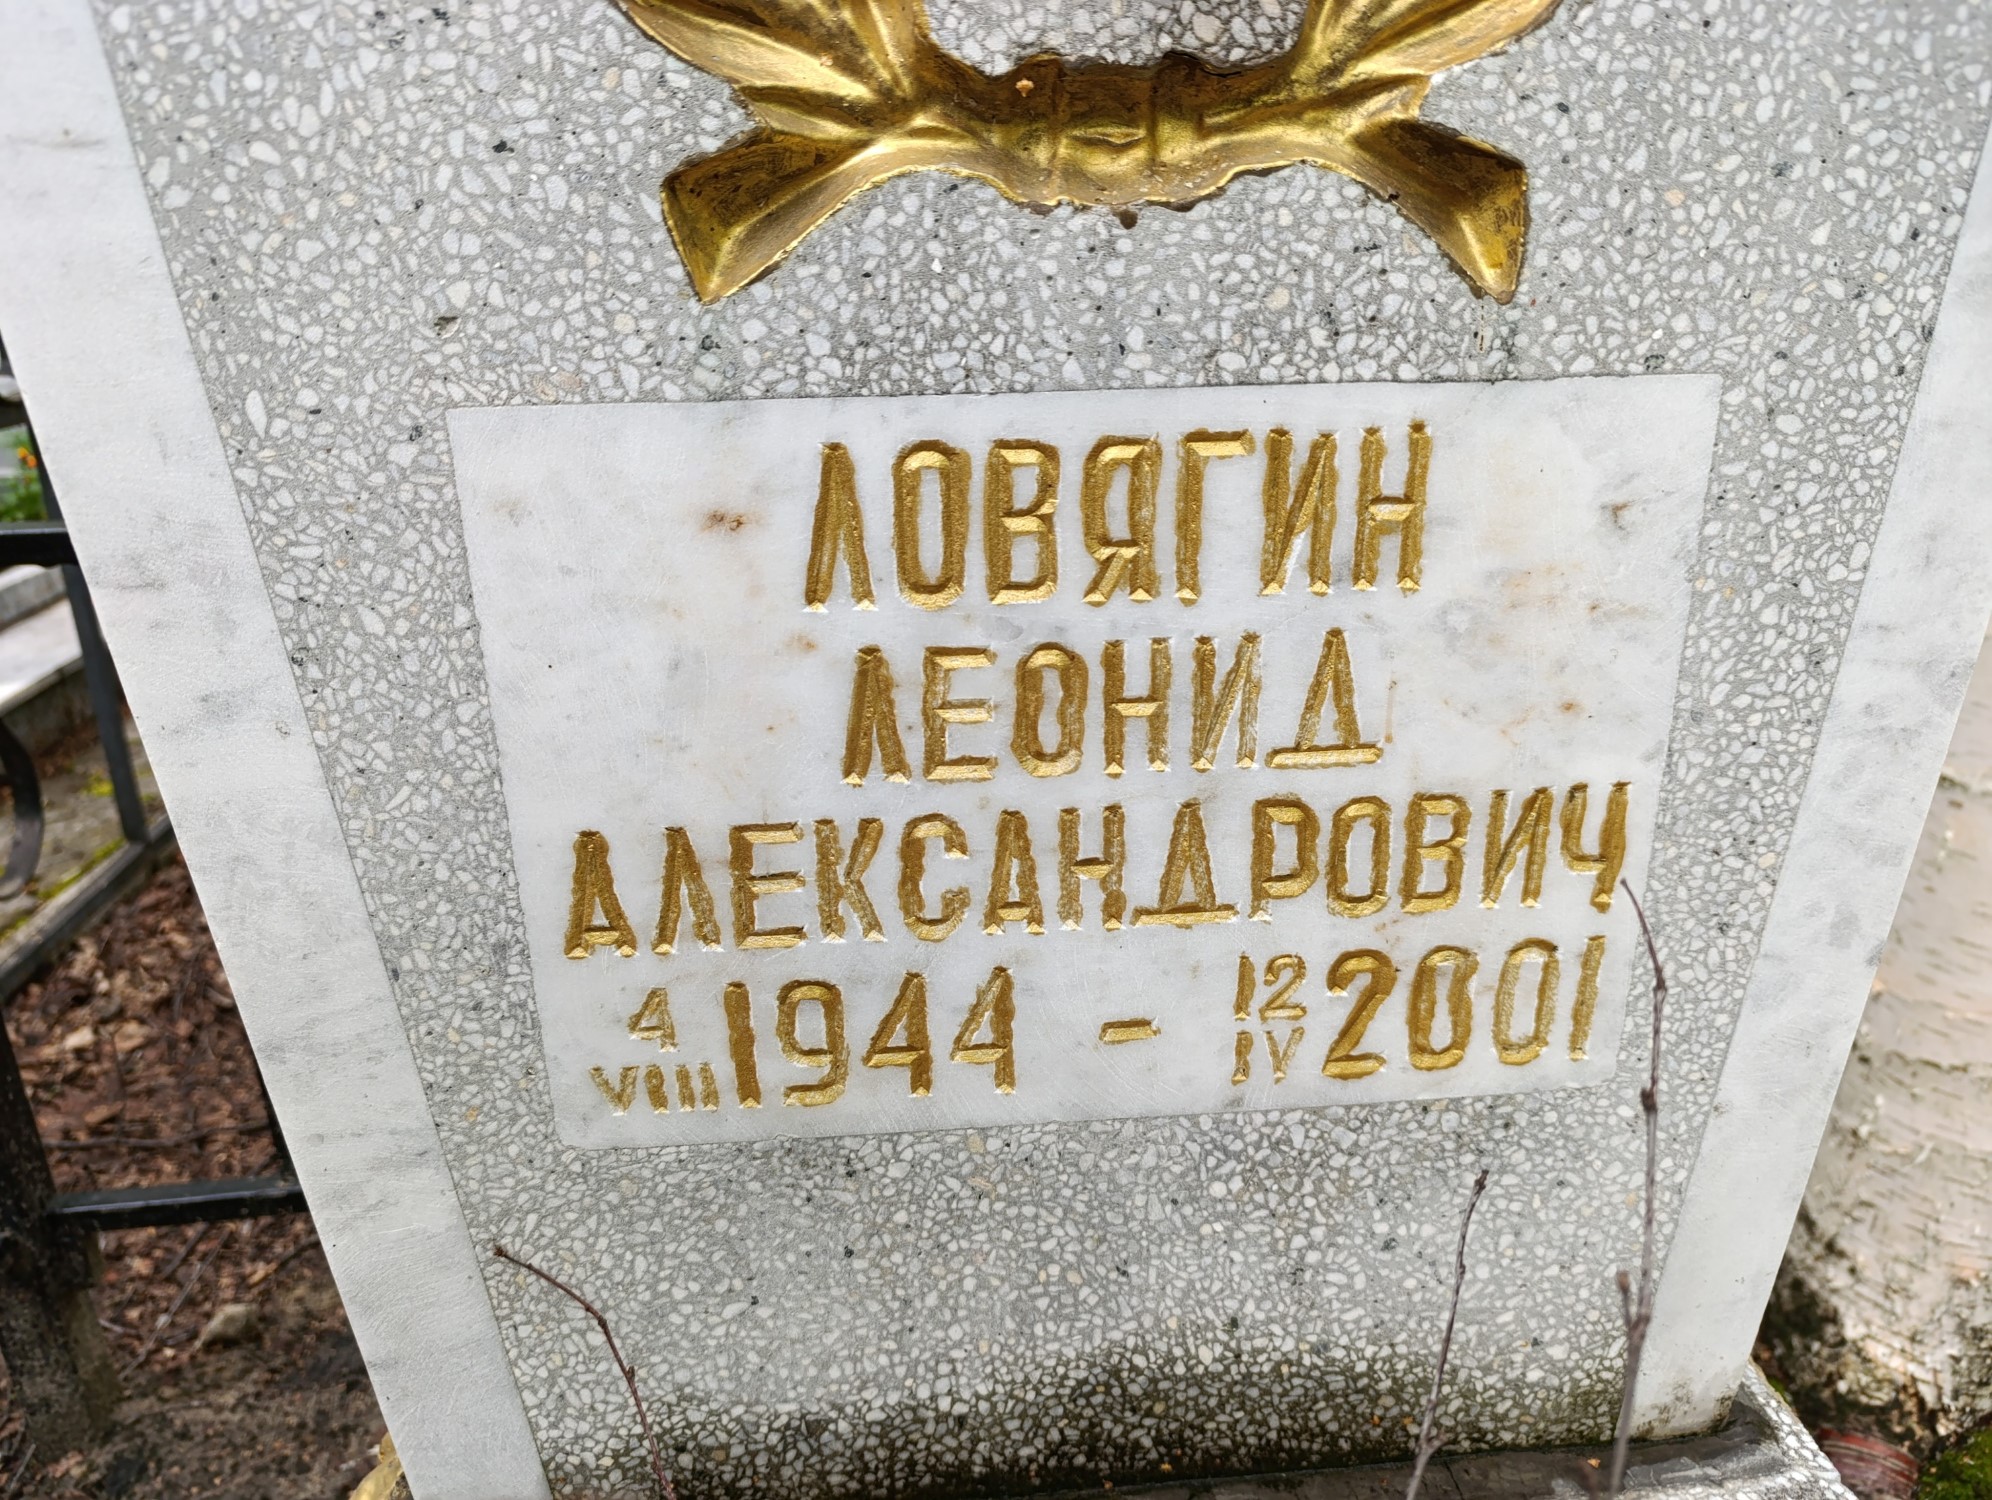 ЛОВЯГИН
ЛЕОНИД
АЛЕКСАНДРОВИЧ
4 VIII 1944 - 12 IV 2001